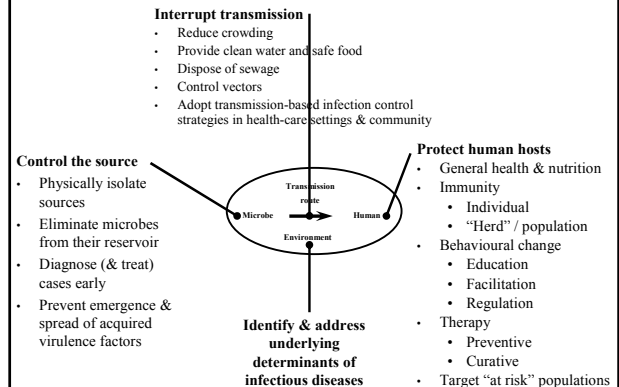 Interrupt transmission
• Reduce crowding
• Provide clean water and safe food
• Dispose of sewage
• Control vectors
• Adopt transmission-based infection control
strategies in health-care settings & community
Control the source
• Physically isolate
sources
• Eliminate microbes
from their reservoir
• Diagnose (& treat)
cases early
• Prevent emergence &
spread of acquired
virulence factors
Transmission
route
Microbe
Human
Environment
Identify & address
underlying
determinants of
infectious diseases
Protect human hosts
• General health & nutrition
• Immunity
• Individual
• “Herd” / population
• Behavioural change
• Education
• Facilitation
• Regulation
• Therapy
• Preventive
• Curative
• Target “at risk” populations